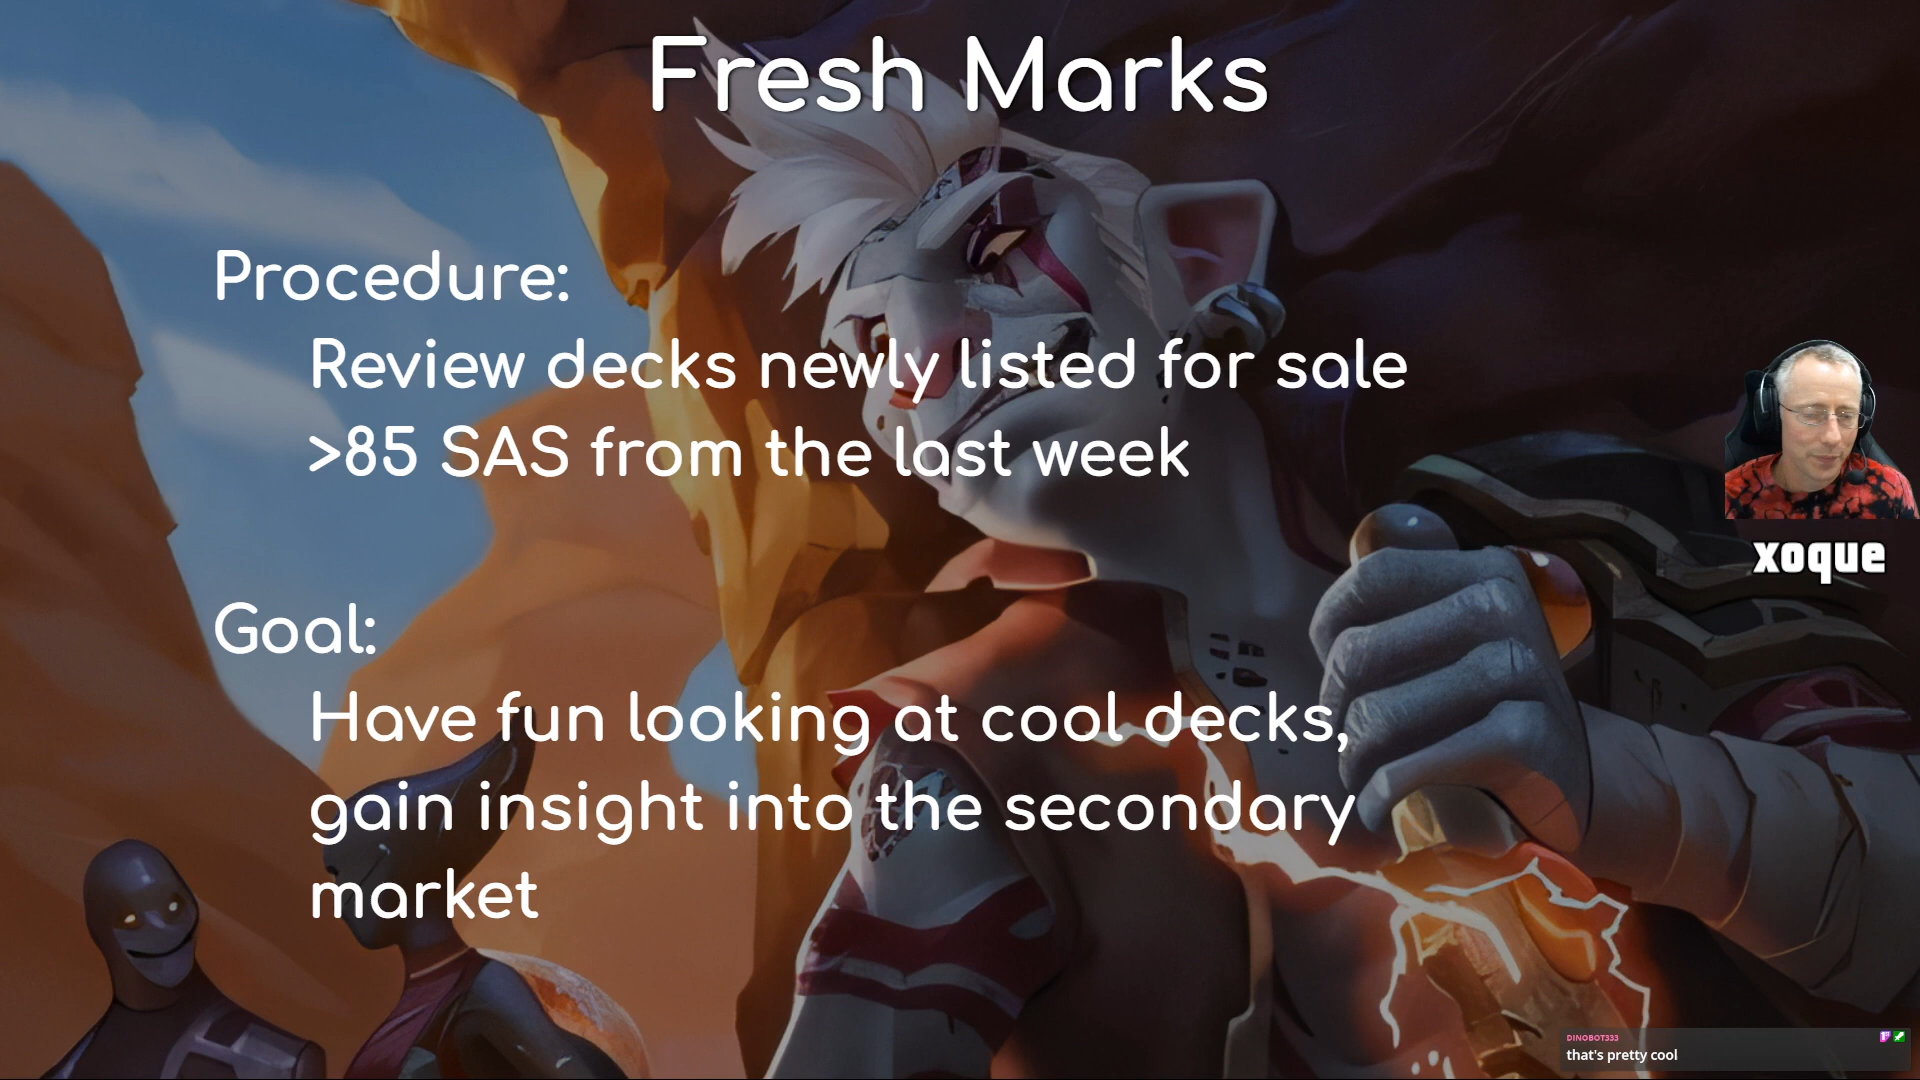 Fresh Marks
Procedure:
Review decks newly listed for sale
>85 SAS from the last week
Goal:
Have fun looking at cool decks,
gain insight into the secondary
market
xoque
DINOBOT333
that's pretty cool